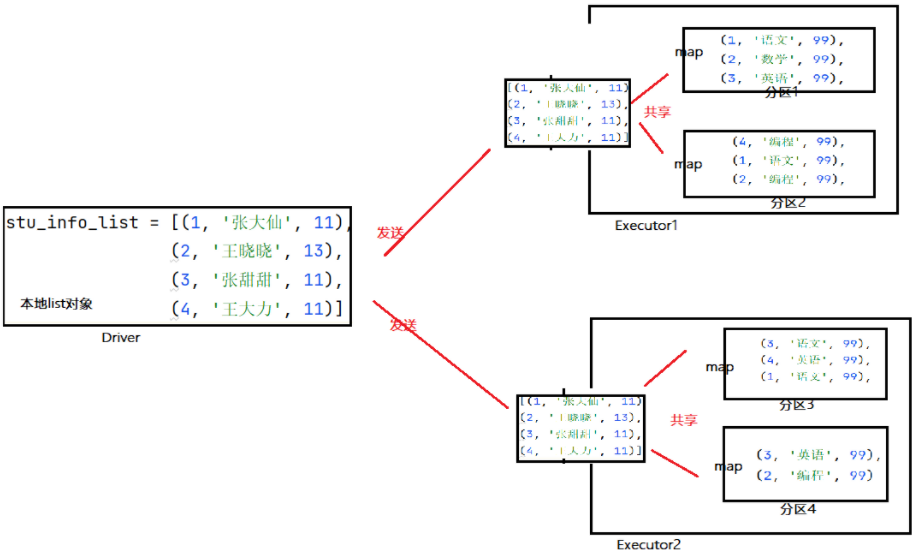 stu_info_list = [(1, '张大仙', 11),
(2, '王晓晓', 13),
(3, '张甜甜', 11),
(4, '王大力', 11)]
本地list对象
Driver
发送
发送
[(1, '张大仙', 11)
(2, '王晓晓', 13),
(3, '张甜甜', 11),
(4, '王大力', 11)]
共享
map
(1, '语文', 99),
(2, '数学', 99),
(3, '英语', 99),
分区1
map
(4, '编程', 99),
(1, '语文', 99),
(2, '编程', 99),
分区2
Executor1
[(1, '张大仙', 11)
(2, '王晓晓', 13),
(3, '张甜甜', 11),
(4, '王大力', 11)]
共享
map
(3, '语文', 99),
(4, '英语', 99),
(1, '语文', 99),
分区3
map
(3, '英语', 99),
(2, '编程', 99)
分区4
Executor2